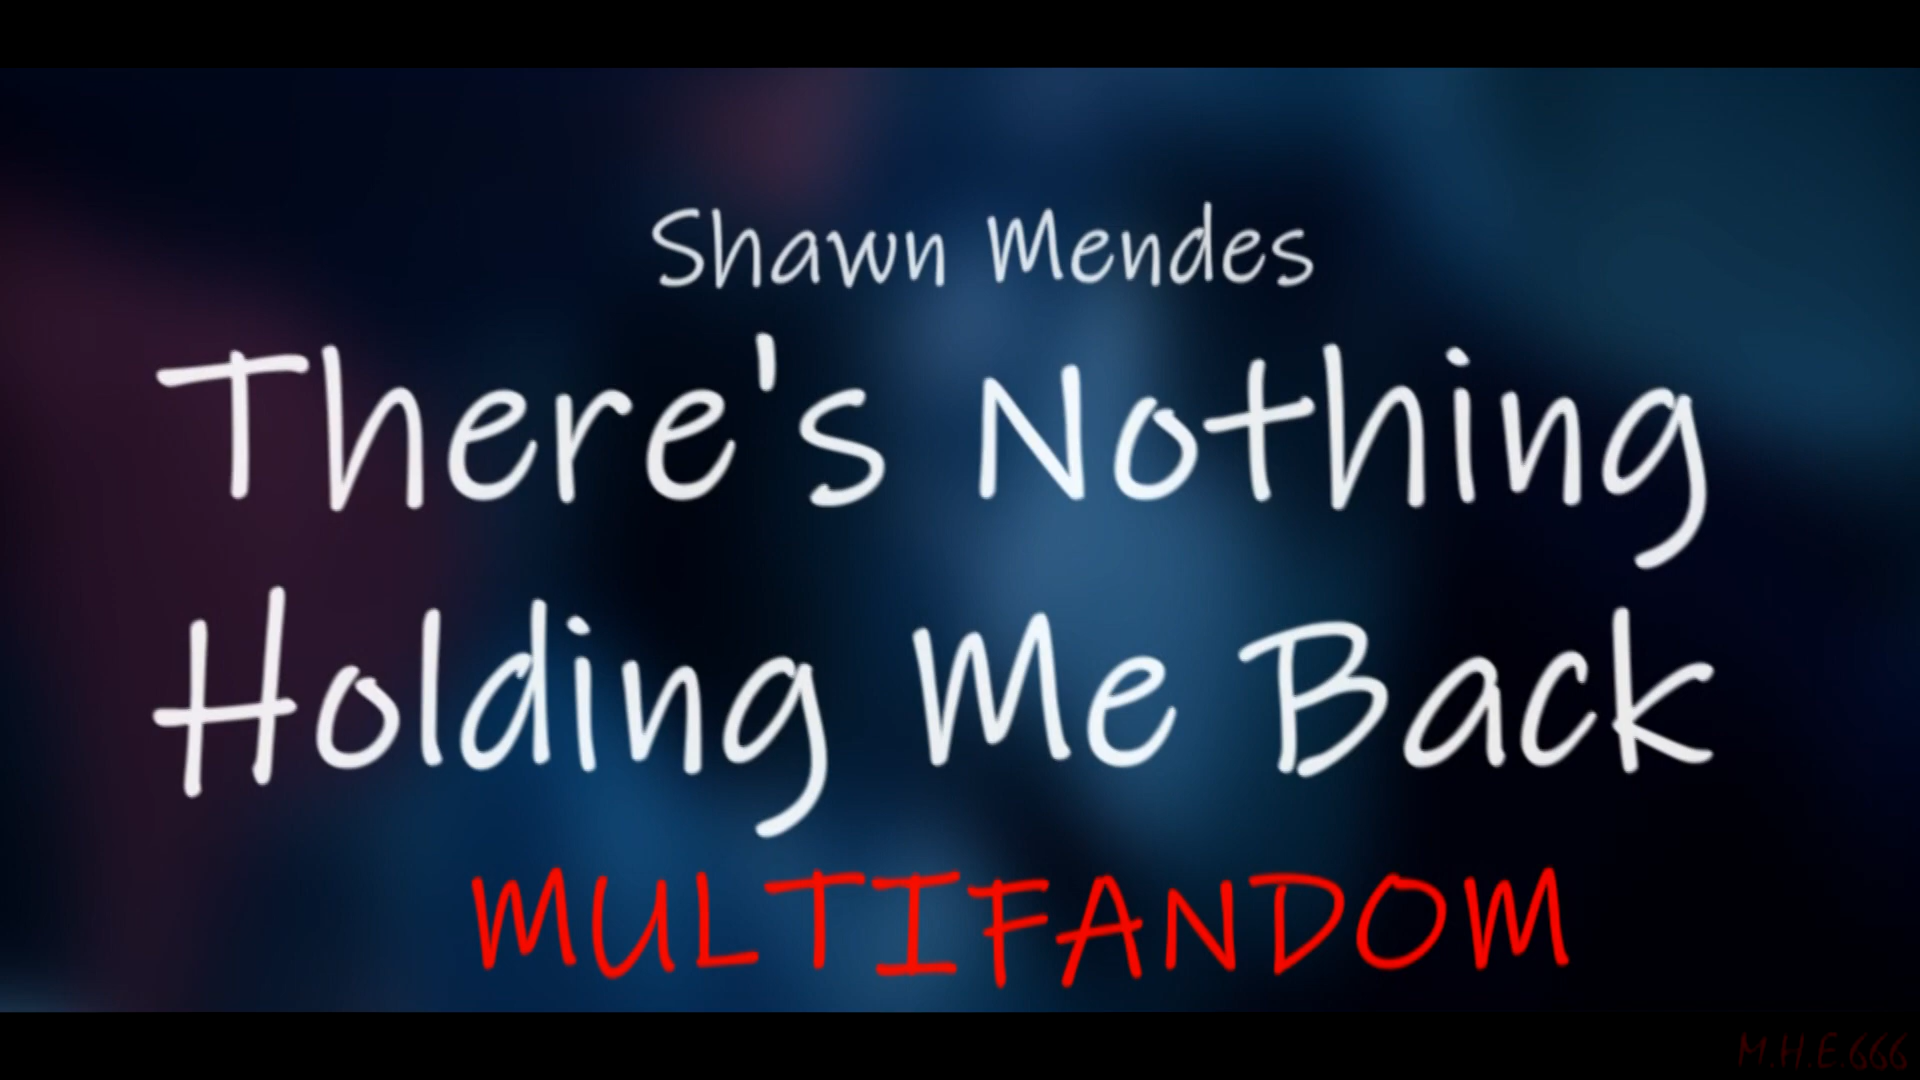 Shawn Mendes
There's Nothing
Holding Me Back
MULTIFANDOM
M.H.E.666